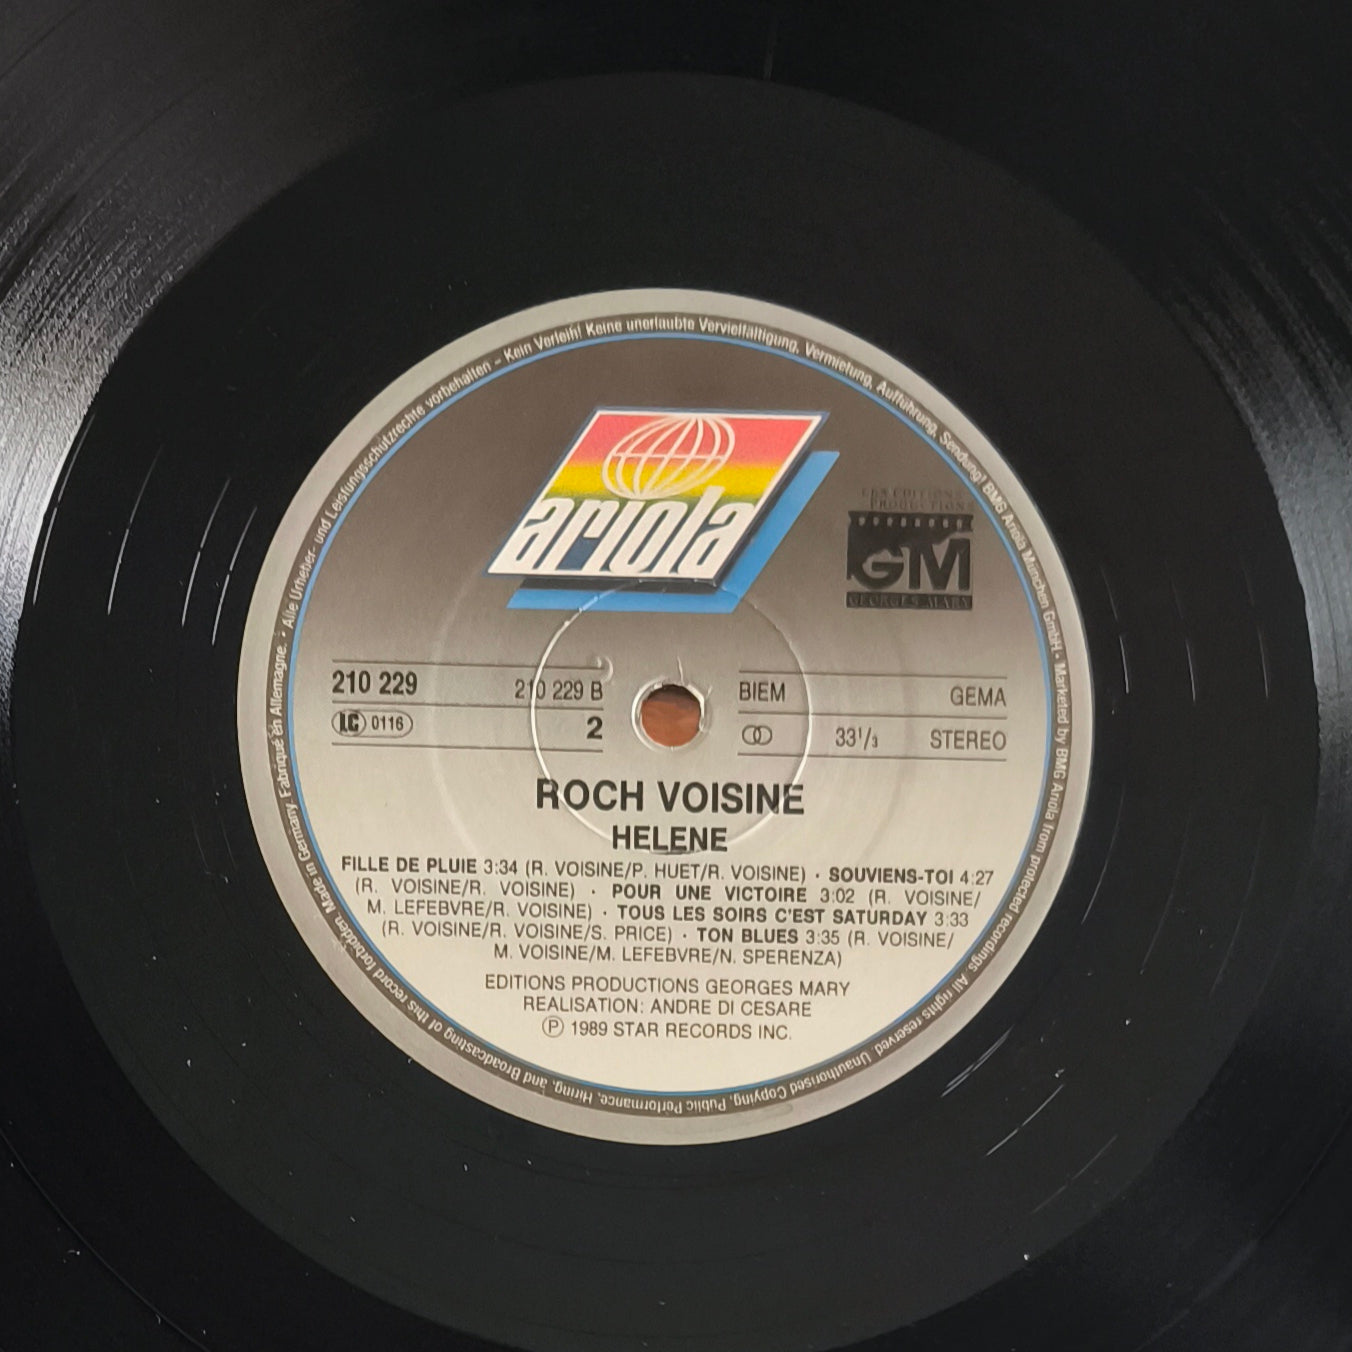 Made in Germany. Fabriqué en Allemagne. • Alle Urheber- und Leistungsschutzrechte vorbehalten – Kein Verleih! Keine unerlaubte Vervielfältigung, Vermietung, Aufführung, Sendung! BMG Ariola München GmbH • Marketed by BMG Ariola from protected recordings. All rights reserved. Unauthorised Copying, Public Performance, Hiring, and Broadcasting of this record forbidden.
ariola
LES EDITIONS
PRODUCTIONS
GM
GEORGES MARY
210 229 210 229 B
LC 0116 2
BIEM GEMA
33¹/₃ STEREO
ROCH VOISINE
HELENE
FILLE DE PLUIE 3:34 (R. VOISINE/P. HUET/R. VOISINE) · SOUVIENS-TOI 4:27
(R. VOISINE/R. VOISINE) · POUR UNE VICTOIRE 3:02 (R. VOISINE/
M. LEFEBVRE/R. VOISINE) · TOUS LES SOIRS C'EST SATURDAY 3:33
(R. VOISINE/R. VOISINE/S. PRICE) · TON BLUES 3:35 (R. VOISINE/
M. VOISINE/M. LEFEBVRE/N. SPERENZA)
EDITIONS PRODUCTIONS GEORGES MARY
REALISATION: ANDRE DI CESARE
Ⓟ 1989 STAR RECORDS INC.